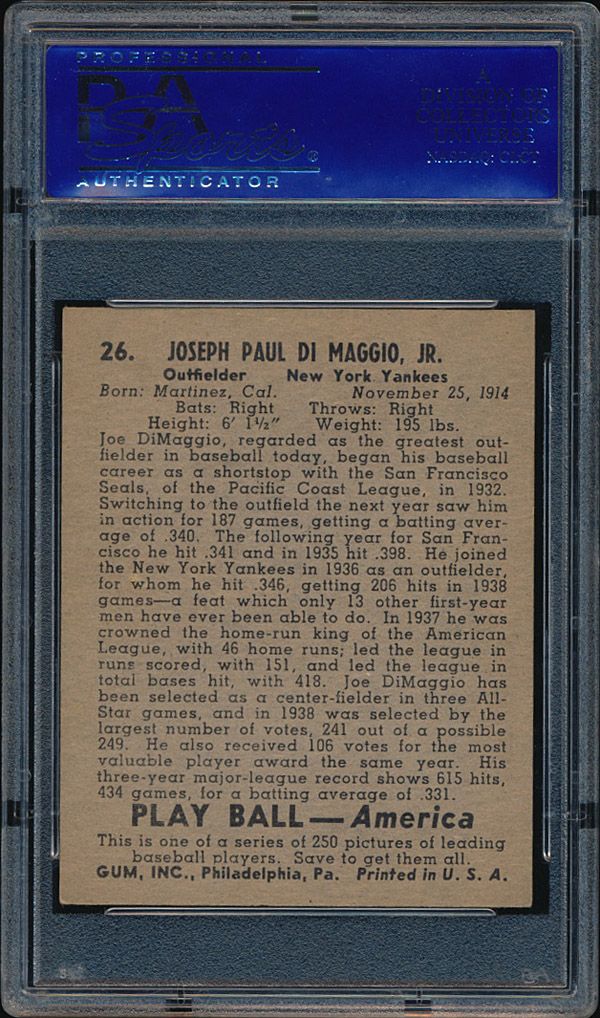 PROFESSIONAL
PSA
Sports®
AUTHENTICATOR
A
DIVISION OF
COLLECTORS
UNIVERSE
NASDAQ: CLCT
26. JOSEPH PAUL DI MAGGIO, JR.
Outfielder New York Yankees
Born: Martinez, Cal. November 25, 1914
Bats: Right Throws: Right
Height: 6' 1½" Weight: 195 lbs.
Joe DiMaggio, regarded as the greatest out-
fielder in baseball today, began his baseball
career as a shortstop with the San Francisco
Seals, of the Pacific Coast League, in 1932.
Switching to the outfield the next year saw him
in action for 187 games, getting a batting aver-
age of .340. The following year for San Fran-
cisco he hit .341 and in 1935 hit .398. He joined
the New York Yankees in 1936 as an outfielder,
for whom he hit .346, getting 206 hits in 1938
games—a feat which only 13 other first-year
men have ever been able to do. In 1937 he was
crowned the home-run king of the American
League, with 46 home runs; led the league in
runs scored, with 151, and led the league in
total bases hit, with 418. Joe DiMaggio has
been selected as a center-fielder in three All-
Star games, and in 1938 was selected by the
largest number of votes, 241 out of a possible
249. He also received 106 votes for the most
valuable player award the same year. His
three-year major-league record shows 615 hits,
434 games, for a batting average of .331.
PLAY BALL—America
This is one of a series of 250 pictures of leading
baseball players. Save to get them all.
GUM, INC., Philadelphia, Pa. Printed in U. S. A.